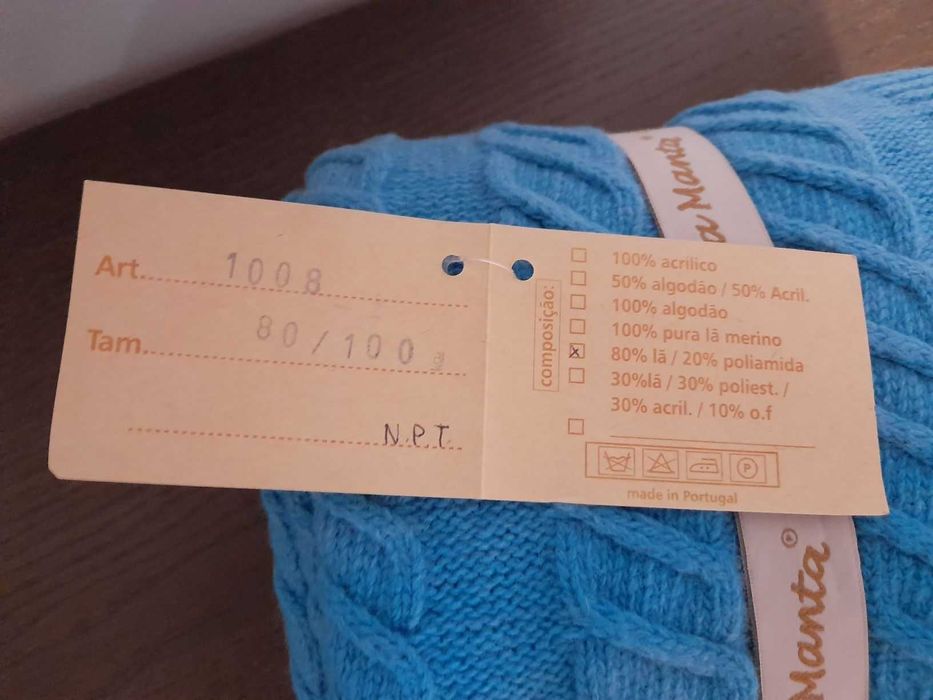 Art. 1008
Tam. 80/100
N.P.T.
composição:
100% acrílico
50% algodão / 50% Acril.
100% algodão
100% pura lã merino
x 80% lã / 20% poliamida
30%lã / 30% poliest. /
30% acril. / 10% o.f
P
made in Portugal
a Manta
Manta